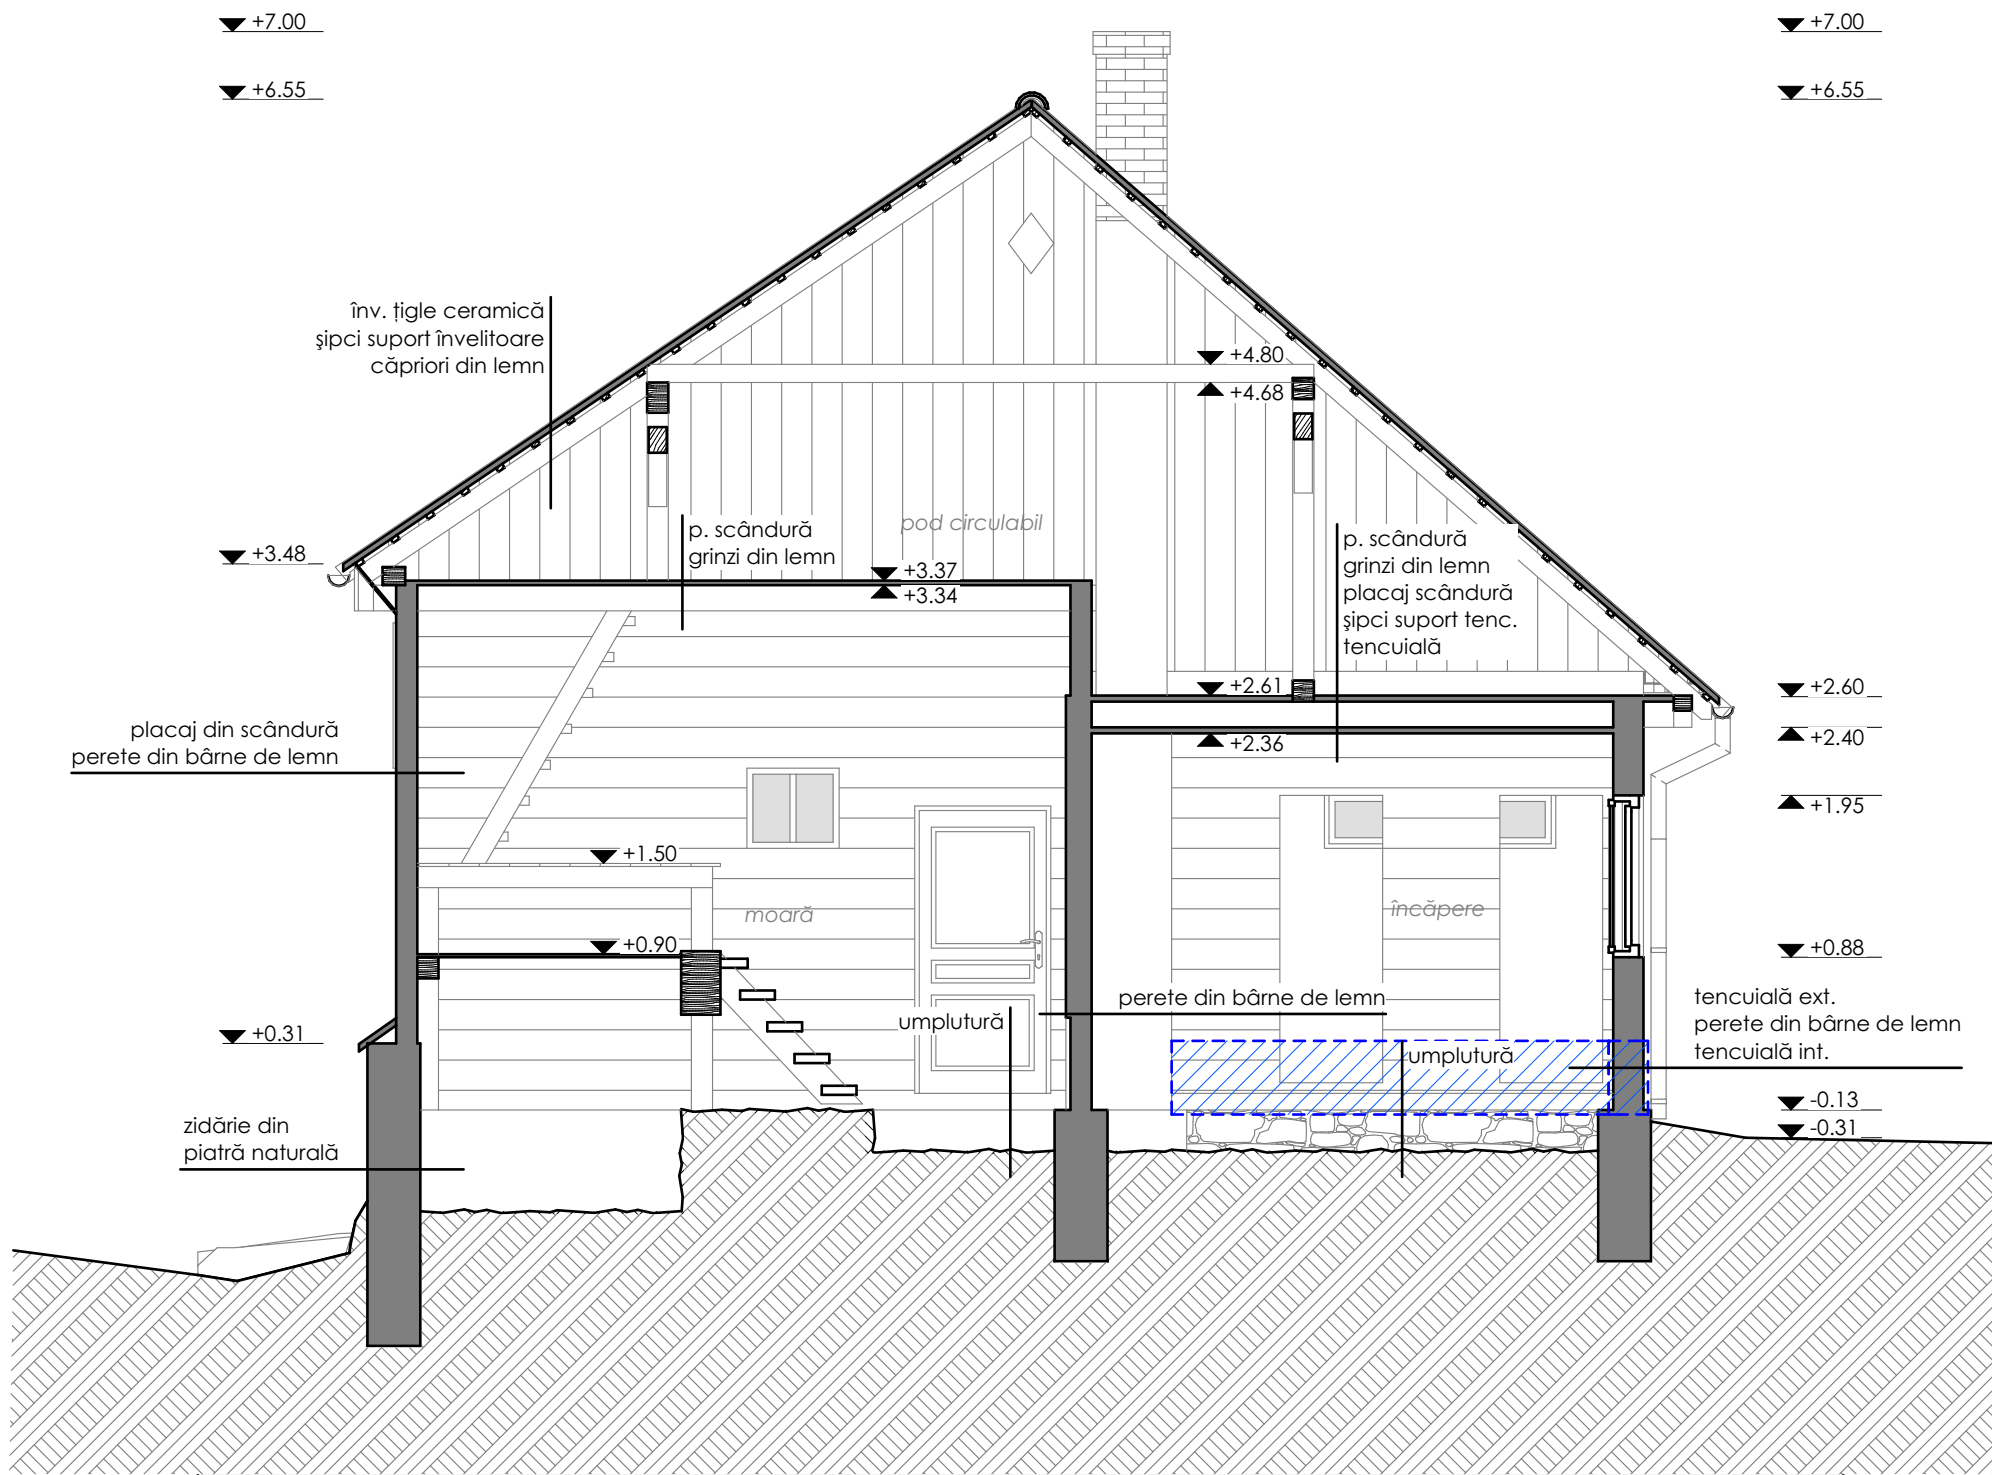 +7.00
+7.00
+6.55
+6.55
înv. țigle ceramică
șipci suport învelitoare
căpriori din lemn
+4.80
+4.68
p. scândură
grinzi din lemn
pod circulabil
p. scândură
grinzi din lemn
placaj scândură
șipci suport tenc.
tencuială
+3.48
+3.37
+3.34
+2.61
+2.60
+2.40
+2.36
placaj din scândură
perete din bârne de lemn
+1.95
+1.50
moară
încăpere
+0.90
+0.88
perete din bârne de lemn
umplutură
tencuială ext.
perete din bârne de lemn
tencuială int.
+0.31
umplutură
-0.13
-0.31
zidărie din
piatră naturală